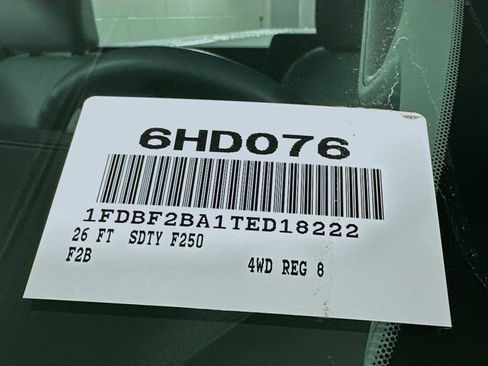 6HD076
1FDBF2BA1TED18222
26 FT SDTY F250
F2B 4WD REG 8